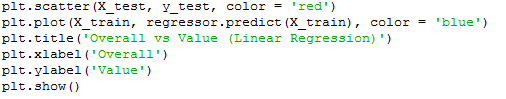 plt.scatter(X_test, y_test, color = 'red')
plt.plot(X_train, regressor.predict(X_train), color = 'blue')
plt.title('Overall vs Value (Linear Regression)')
plt.xlabel('Overall')
plt.ylabel('Value')
plt.show()